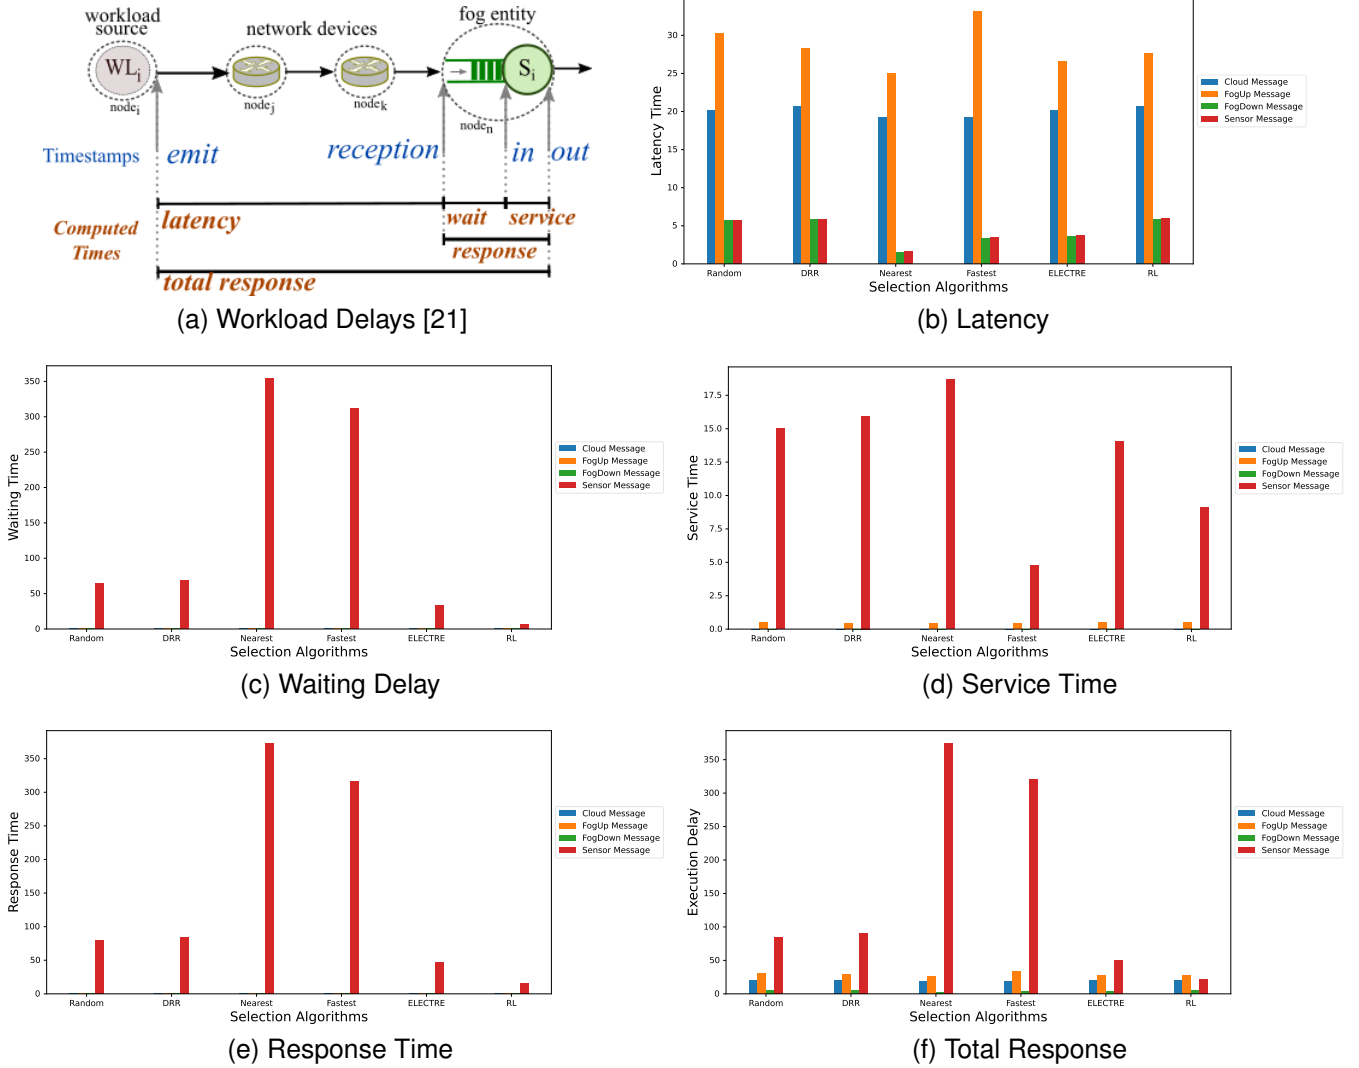 workload
source
network devices
fog entity
WLi
Si
nodei
nodej
nodek
noden
Timestamps
emit
reception
in
out
Computed
Times
latency
wait
service
response
total response
(a) Workload Delays [21]
Latency Time
30
25
20
15
10
5
0
Random
DRR
Nearest
Fastest
ELECTRE
RL
Selection Algorithms
Cloud Message
FogUp Message
FogDown Message
Sensor Message
(b) Latency
Waiting Time
350
300
250
200
150
100
50
0
Random
DRR
Nearest
Fastest
ELECTRE
RL
Selection Algorithms
Cloud Message
FogUp Message
FogDown Message
Sensor Message
(c) Waiting Delay
Service Time
17.5
15.0
12.5
10.0
7.5
5.0
2.5
0.0
Random
DRR
Nearest
Fastest
ELECTRE
RL
Selection Algorithms
Cloud Message
FogUp Message
FogDown Message
Sensor Message
(d) Service Time
Response Time
350
300
250
200
150
100
50
0
Random
DRR
Nearest
Fastest
ELECTRE
RL
Selection Algorithms
Cloud Message
FogUp Message
FogDown Message
Sensor Message
(e) Response Time
Execution Delay
350
300
250
200
150
100
50
0
Random
DRR
Nearest
Fastest
ELECTRE
RL
Selection Algorithms
Cloud Message
FogUp Message
FogDown Message
Sensor Message
(f) Total Response